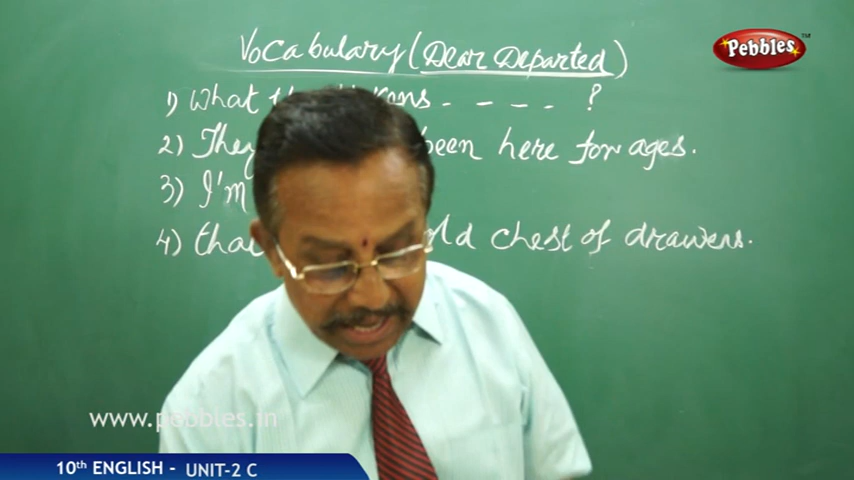 Vocabulary (Dear Departed)
Pebbles™
1) What - - - - ?
2) They been here for ages.
3) I'm
4) old chest of drawers.
www.pebbles.in
10th ENGLISH - UNIT-2 C